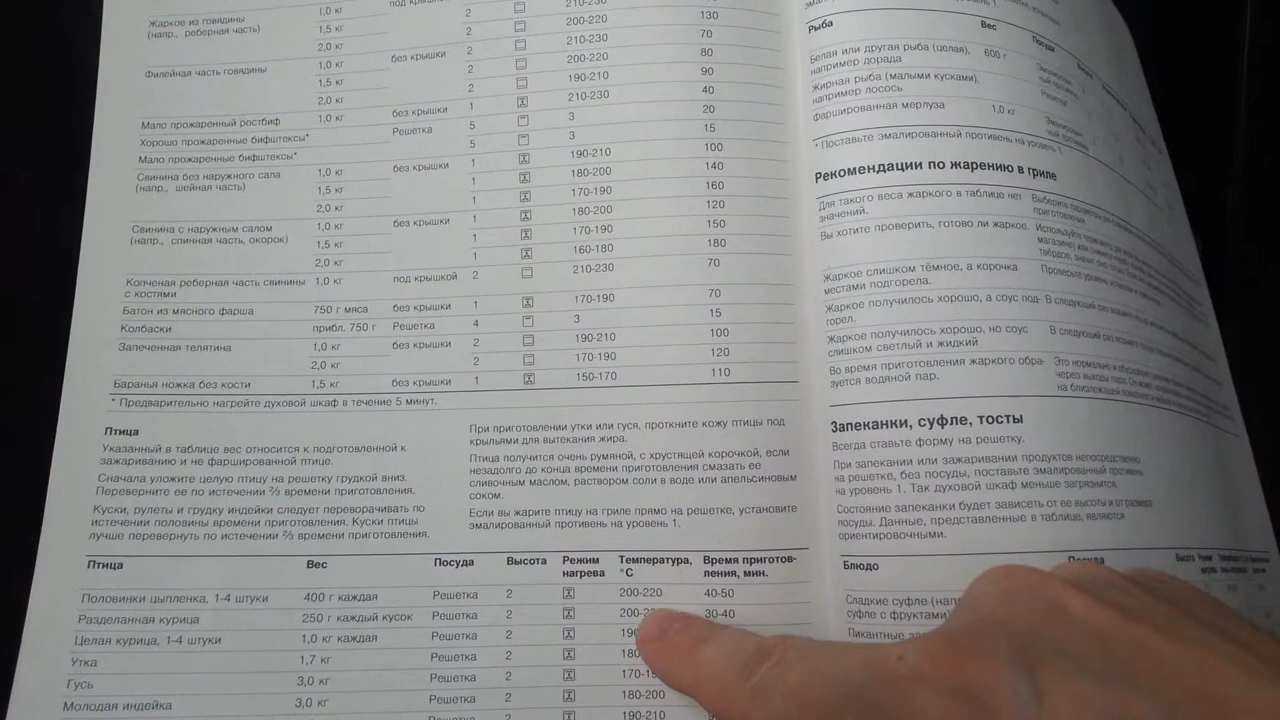 под крышкой 210-230
Жаркое из говядины 1,0 кг 2 200-220 130
(напр., реберная часть) 1,5 кг 2 210-230 70
2,0 кг 2 200-220 80
Филейная часть говядины 1,0 кг без крышки 2 190-210 90
1,5 кг 2 210-230 40
2,0 кг 1
Мало прожаренный ростбиф 1,0 кг без крышки 5 3 20
Хорошо прожаренные бифштексы* Решетка 5 3 15
Мало прожаренные бифштексы*
Свинина без наружного сала 1,0 кг без крышки 1 190-210 100
(напр., шейная часть) 1,5 кг 1 180-200 140
2,0 кг 1 170-190 160
Свинина с наружным салом 1,0 кг без крышки 1 180-200 120
(напр., спинная часть, окорок) 1,5 кг 1 170-190 150
2,0 кг 1 160-180 180
Копченая реберная часть свинины 1,0 кг под крышкой 2 210-230 70
с костями
Батон из мясного фарша 750 г мяса без крышки 1 170-190 70
Колбаски прибл. 750 г Решетка 4 3 15
Запеченная телятина 1,0 кг без крышки 2 190-210 100
2,0 кг 2 170-190 120
Баранья ножка без кости 1,5 кг без крышки 1 150-170 110
* Предварительно нагрейте духовой шкаф в течение 5 минут.
Птица
Указанный в таблице вес относится к подготовленной к
зажариванию и не фаршированной птице.
Сначала уложите целую птицу на решетку грудкой вниз.
Переверните ее по истечении ⅔ времени приготовления.
Куски, рулеты и грудку индейки следует переворачивать по
истечении половины времени приготовления. Куски птицы
лучше перевернуть по истечении ⅔ времени приготовления.
При приготовлении утки или гуся, проткните кожу птицы под
крыльями для вытекания жира.
Птица получится очень румяной, с хрустящей корочкой, если
незадолго до конца времени приготовления смазать ее
сливочным маслом, раствором соли в воде или апельсиновым
соком.
Если вы жарите птицу на гриле прямо на решетке, установите
эмалированный противень на уровень 1.
Птица Вес Посуда Высота Режим Температура, Время приготов-
нагрева °C ления, мин.
Половинки цыпленка, 1-4 штуки 400 г каждая Решетка 2 200-220 40-50
Разделанная курица 250 г каждый кусок Решетка 2 30-40
Целая курица, 1-4 штуки 1,0 кг каждая Решетка 2
Утка 1,7 кг Решетка 2
Гусь 3,0 кг Решетка 2
Молодая индейка 3,0 кг Решетка 2 180-200
190-210
Рыба Вес Посуда
Белая или другая рыба (целая), 600 г
например дорада
Жирная рыба (малыми кусками),
например лосось
Фаршированная мерлуза 1,0 кг
* Поставьте эмалированный противень на уровень 1.
Рекомендации по жарению в гриле
Для такого веса жаркого в таблице нет
значений.
Вы хотите проверить, готово ли жаркое.
Жаркое слишком тёмное, а корочка
местами подгорела.
Жаркое получилось хорошо, а соус под-
горел.
Жаркое получилось хорошо, но соус
слишком светлый и жидкий
Во время приготовления жаркого обра-
зуется водяной пар.
Запеканки, суфле, тосты
Всегда ставьте форму на решетку.
При запекании или зажаривании продуктов непосредственно
на решетке, без посуды, поставьте эмалированный противень
на уровень 1. Так духовой шкаф меньше загрязнится.
Состояние запеканки будет зависеть от ее высоты и от размера
посуды. Данные, представленные в таблице, являются
ориентировочными.
Блюдо Посуда
Сладкие суфле
суфле с фруктами)
Пикантные